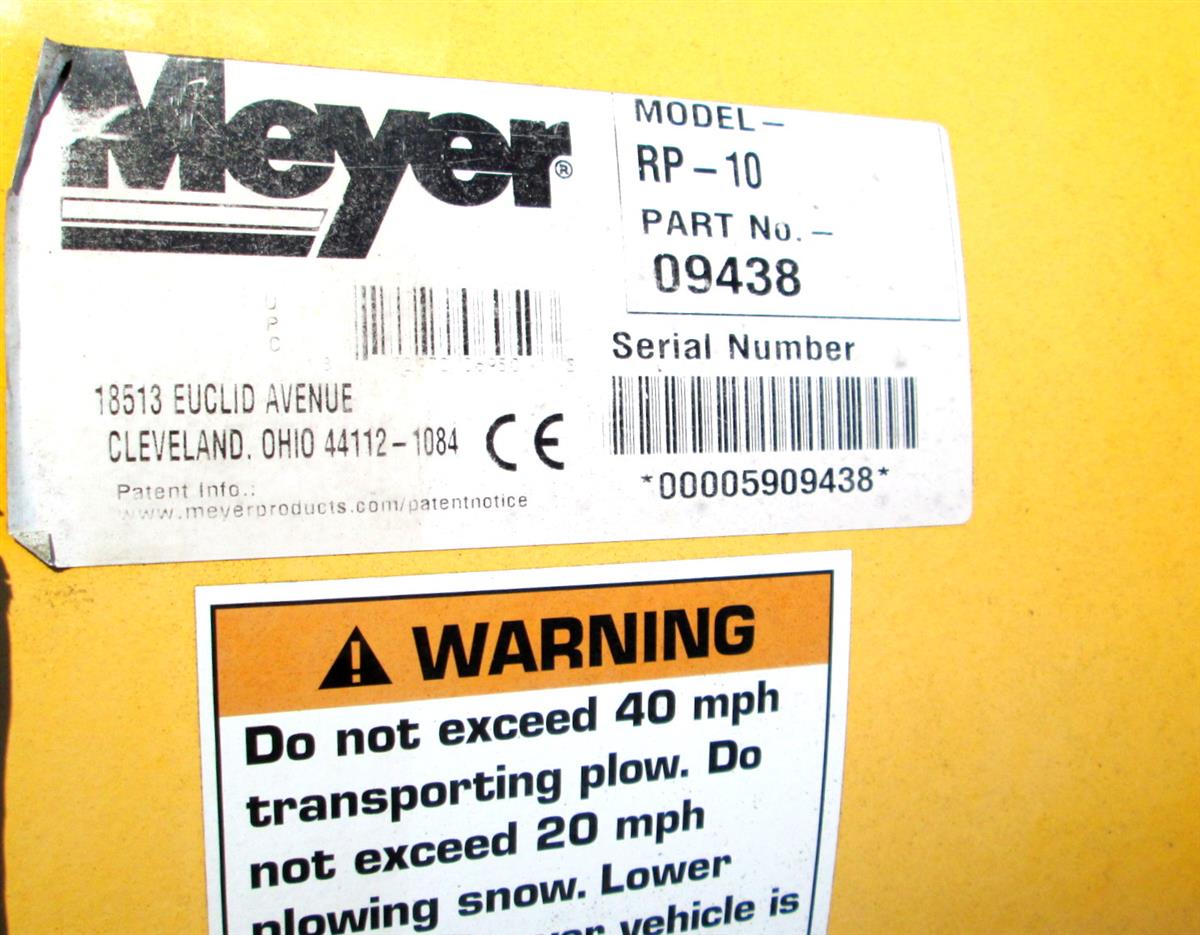 Meyer®
MODEL –
RP – 10
PART No. –
09438
UPC
Serial Number
*00005909438*
18513 EUCLID AVENUE
CLEVELAND, OHIO 44112-1084
CE
Patent Info.:
www.meyerproducts.com/patentnotice
WARNING
Do not exceed 40 mph
transporting plow. Do
not exceed 20 mph
plowing snow. Lower
vehicle is